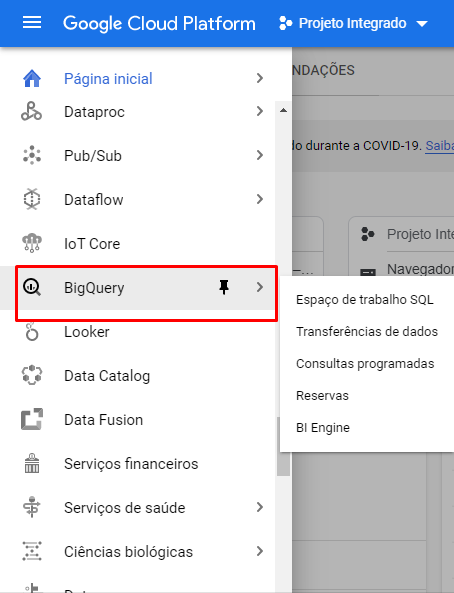 Google Cloud Platform
Projeto Integrado
Página inicial
NDAÇÕES
Dataproc
Pub/Sub
do durante a COVID-19. Saiba
Dataflow
IoT Core
Projeto Inte
Navegador
BigQuery
Espaço de trabalho SQL
Transferências de dados
Consultas programadas
Reservas
BI Engine
Looker
Data Catalog
Data Fusion
Serviços financeiros
Serviços de saúde
Ciências biológicas